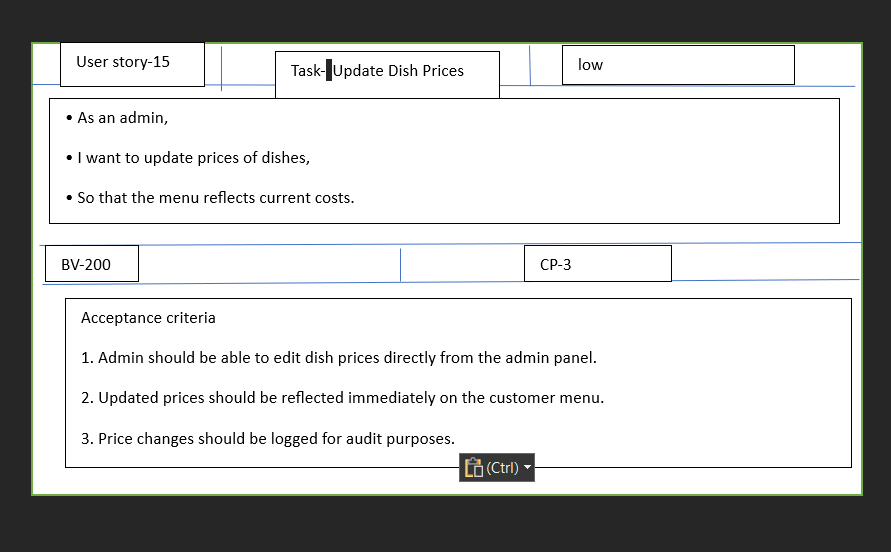 User story-15
Task- Update Dish Prices
low
• As an admin,
• I want to update prices of dishes,
• So that the menu reflects current costs.
BV-200
CP-3
Acceptance criteria
1. Admin should be able to edit dish prices directly from the admin panel.
2. Updated prices should be reflected immediately on the customer menu.
3. Price changes should be logged for audit purposes.
(Ctrl)